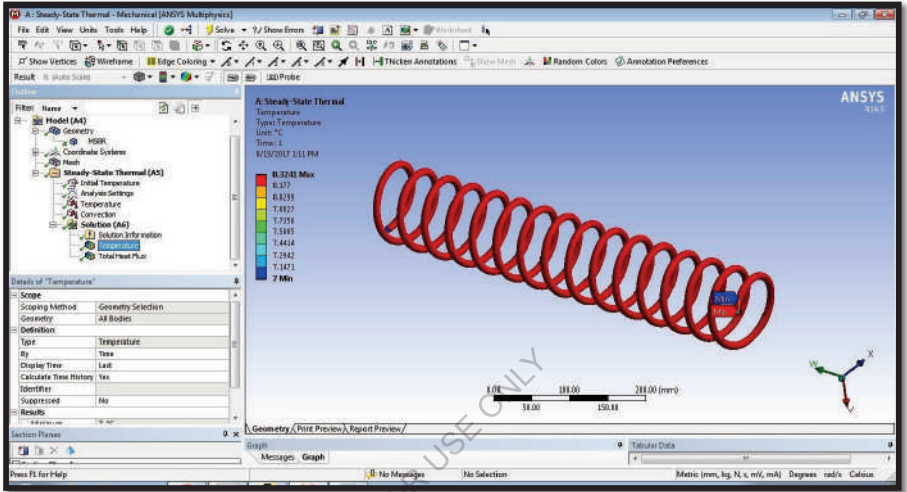 A : Steady-State Thermal - Mechanical [ANSYS Multiphysics]
File Edit View Units Tools Help Solve ?/Show Errors Worksheet
Show Vertices Wireframe Edge Coloring Thicken Annotations Show Mesh Random Colors Annotation Preferences
Result (Auto Scale) Probe
Outline
Filter: Name
Model (A4)
Geometry
MSBR
Coordinate Systems
Mesh
Steady-State Thermal (A5)
Initial Temperature
Analysis Settings
Temperature
Convection
Solution (A6)
Solution Information
Temperature
Total Heat Flux
Details of "Temperature"
Scope
Scoping Method Geometry Selection
Geometry All Bodies
Definition
Type Temperature
By Time
Display Time Last
Calculate Time History Yes
Identifier
Suppressed No
Results
Minimum
Section Planes
A: Steady-State Thermal
Temperature
Type: Temperature
Unit: °C
Time: 1
8/19/2017 1:11 PM
8.3241 Max
8.177
8.0299
7.8827
7.7356
7.5885
7.4414
7.2942
7.1471
7 Min
ANSYS
R14.5
Min
0.00 100.00 200.00 (mm)
50.00 150.00
X
Y
Geometry Print Preview Report Preview
Graph
Messages Graph
Tabular Data
Press F1 for Help
No Messages No Selection Metric (mm, kg, N, s, mV, mA) Degrees rad/s Celsius
R USE ONLY